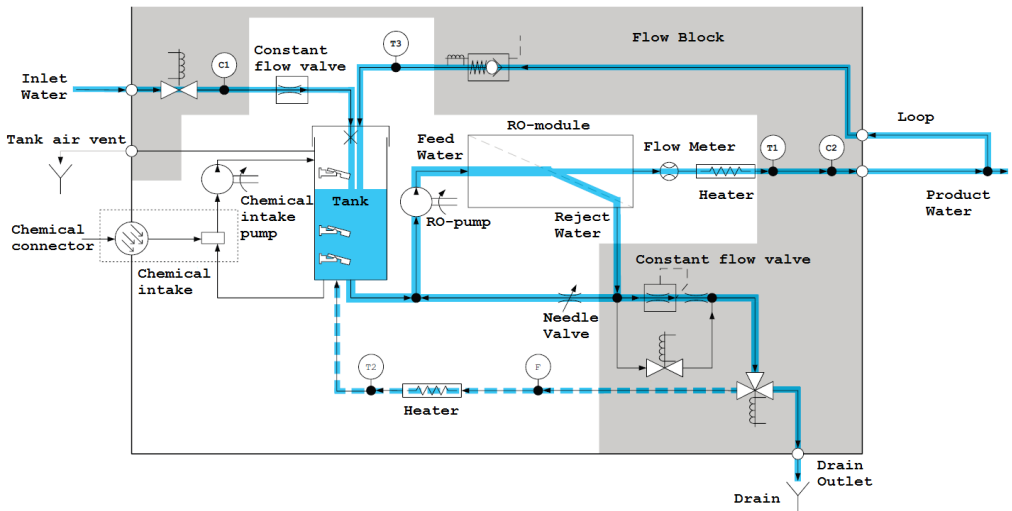 Flow Block
T3
Constant
flow valve
C1
Inlet
Water
Loop
RO-module
Tank air vent
Feed
Water
Flow Meter
T1
C2
Heater
Product
Water
Chemical
intake
pump
Tank
RO-pump
Reject
Water
Chemical
connector
Chemical
intake
Constant flow valve
Needle
Valve
T2
F
Heater
Drain
Outlet
Drain